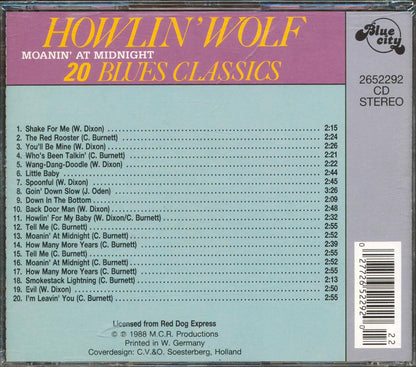 HOWLIN' WOLF
MOANIN' AT MIDNIGHT
20 BLUES CLASSICS
Blue city
2652292
CD
STEREO
1. Shake For Me (W. Dixon) 2:15
2. The Red Rooster (C. Burnett) 2:24
3. You'll Be Mine (W. Dixon) 2:26
4. Who's Been Talkin' (C. Burnett) 2:21
5. Wang-Dang-Doodle (W. Dixon) 2:22
6. Little Baby 2:44
7. Spoonful (W. Dixon) 2:45
8. Goin' Down Slow (J. Oden) 3:26
9. Down In The Bottom 2:09
10. Back Door Man (W. Dixon) 2:48
11. Howlin' For My Baby (W. Dixon/C. Burnett) 2:32
12. Tell Me (C. Burnett) 2:55
13. Moanin' At Midnight (C. Burnett) 2:52
14. How Many More Years (C. Burnett) 2:39
15. Tell Me (C. Burnett) 2:55
16. Moanin' At Midnight (C. Burnett) 2:55
17. How Many More Years (C. Burnett) 2:55
18. Smokestack Lightning (C. Burnett) 2:13
19. Evil (W. Dixon) 2:50
20. I'm Leavin' You (C. Burnett) 2:55
Licensed from Red Dog Express
© ℗ 1988 M.C.R. Productions
Printed in W. Germany
Coverdesign: C.V.&O. Soesterberg, Holland
0 27726 52292 0 22